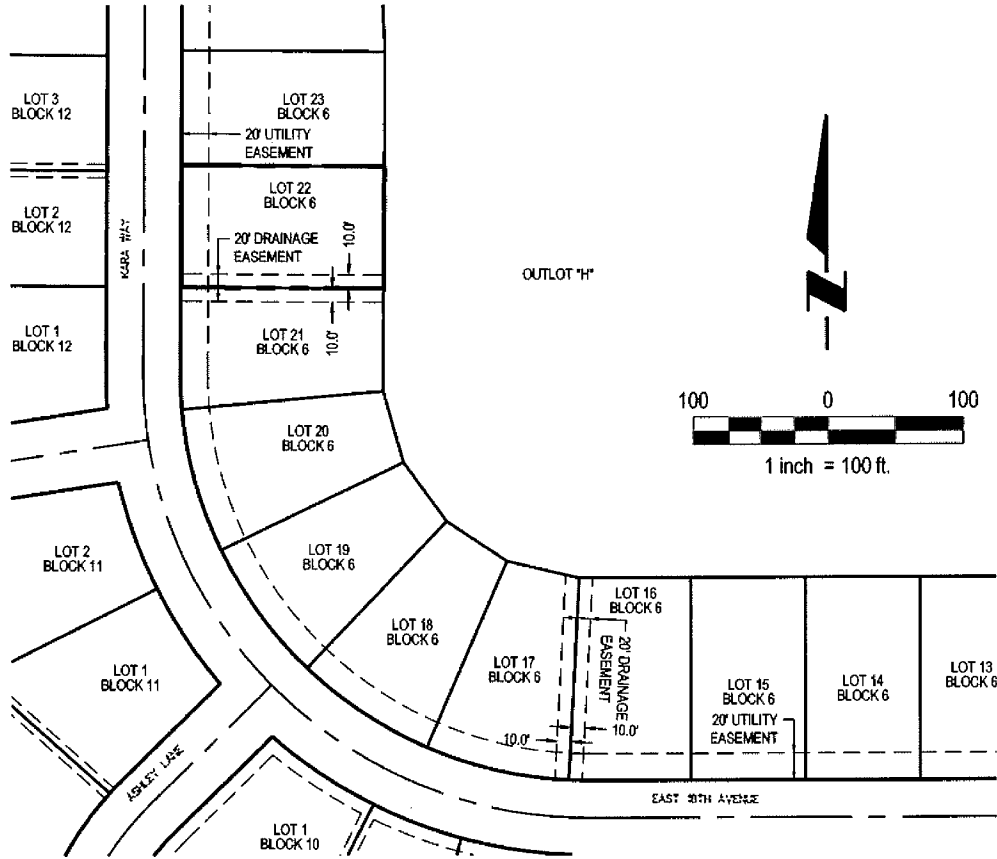 LOT 3
BLOCK 12
LOT 23
BLOCK 6
20' UTILITY
EASEMENT
LOT 2
BLOCK 12
LOT 22
BLOCK 6
KARA WAY
20' DRAINAGE
EASEMENT
10.0'
OUTLOT "H"
LOT 1
BLOCK 12
LOT 21
BLOCK 6
10.0'
N
100 0 100
1 inch = 100 ft.
LOT 20
BLOCK 6
LOT 2
BLOCK 11
LOT 19
BLOCK 6
LOT 18
BLOCK 6
LOT 16
BLOCK 6
LOT 17
BLOCK 6
20' DRAINAGE
EASEMENT
LOT 1
BLOCK 11
LOT 15
BLOCK 6
LOT 14
BLOCK 6
LOT 13
BLOCK 6
20' UTILITY
EASEMENT
10.0'
10.0'
ASHLEY LANE
EAST AVENUE
LOT 1
BLOCK 10